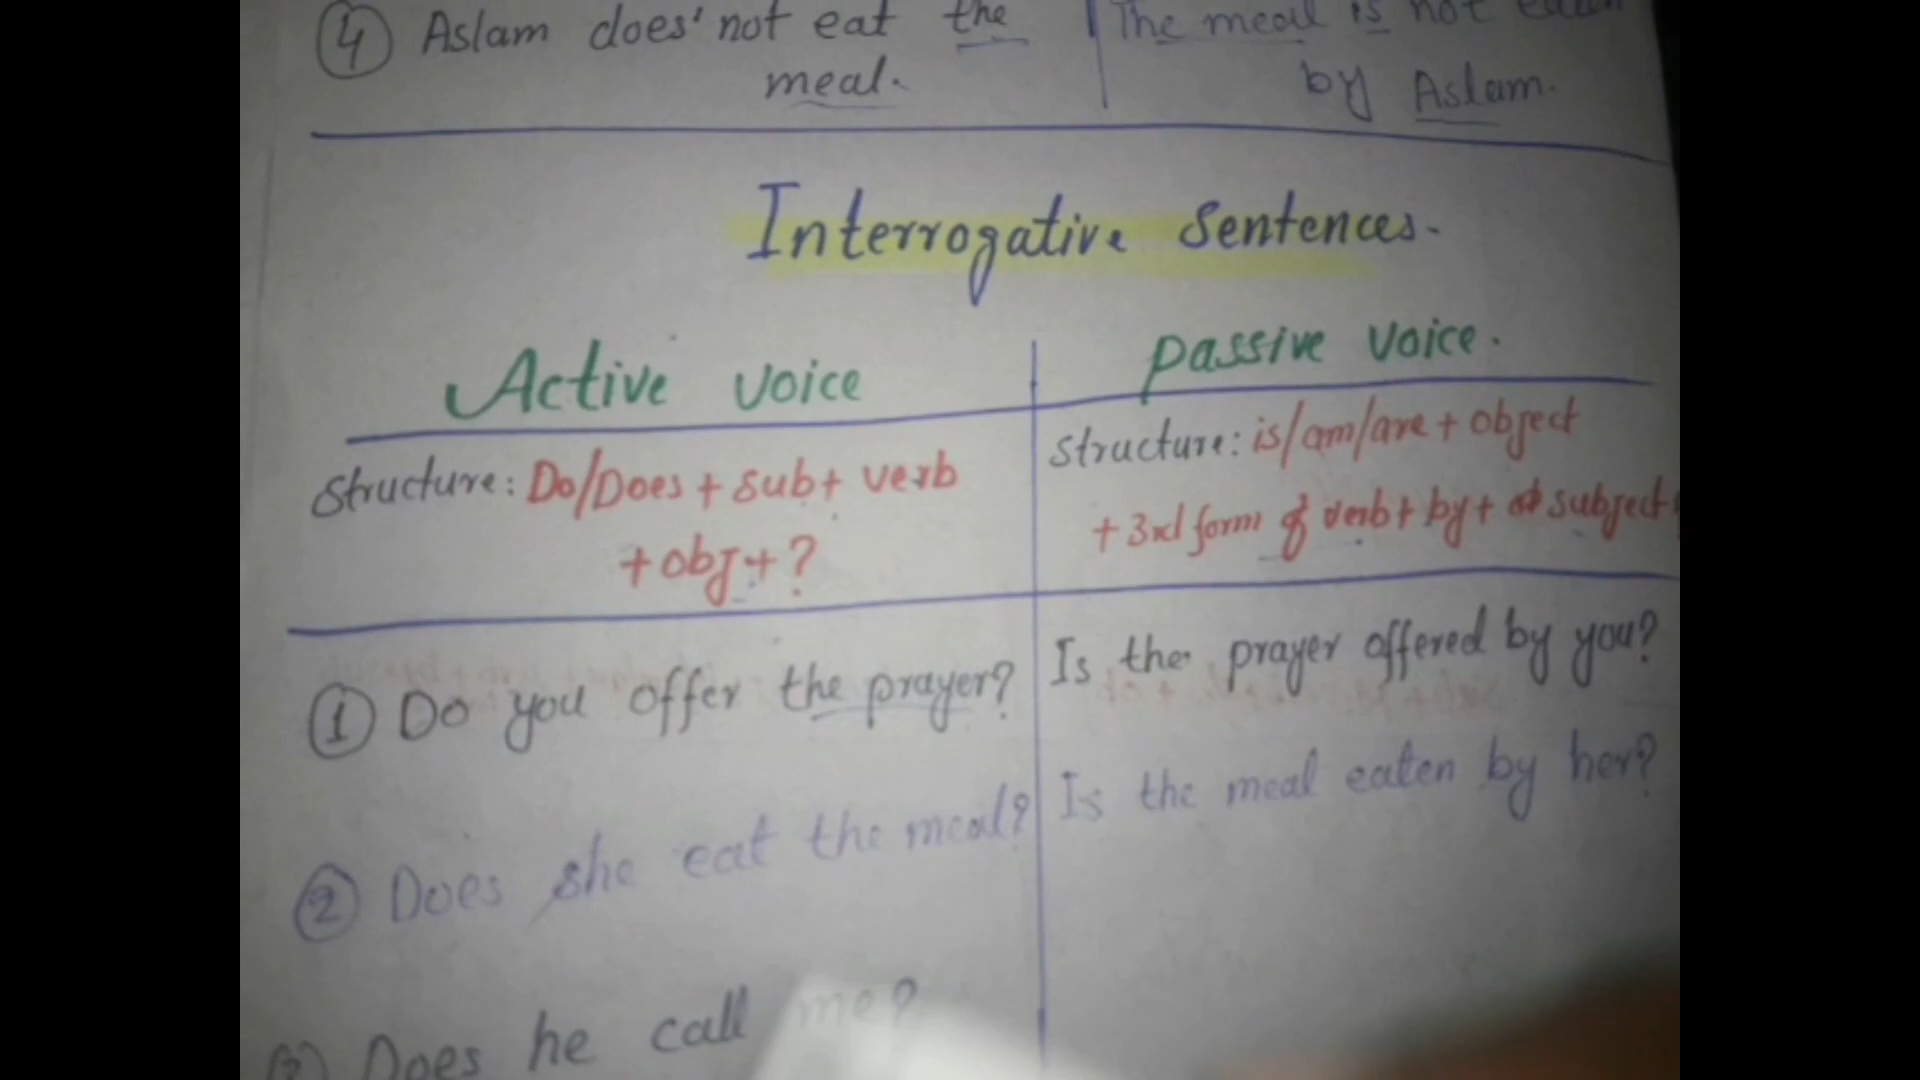 ④ Aslam does' not eat the
meal.
The meal is not eaten
by Aslam.
Interrogative Sentences.
Active voice
Passive voice.
Structure: Do/Does + sub + verb
+ obj + ?
Structure: is/am/are + object
+ 3rd form of verb + by + subject
① Do you offer the prayer?
Is the prayer offered by you?
② Does she eat the meal?
Is the meal eaten by her?
③ Does he call me?